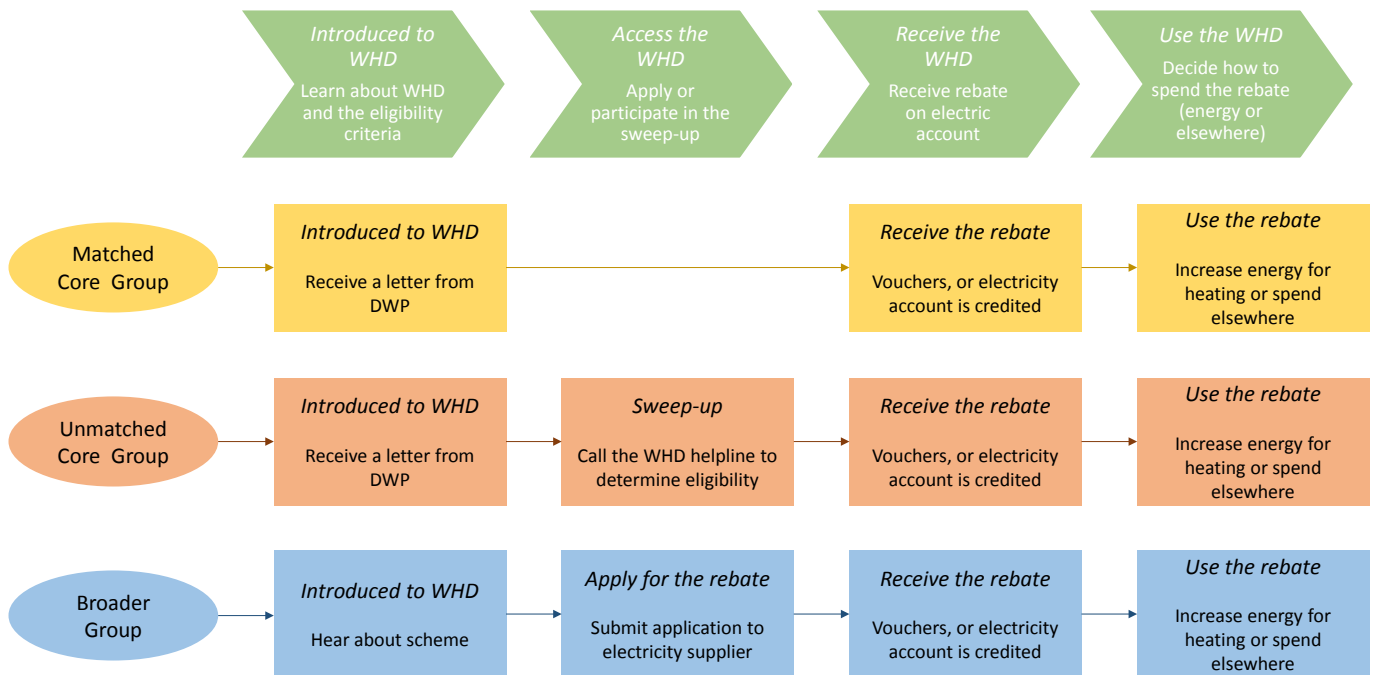 Introduced to
WHD
Learn about WHD
and the eligibility
criteria
Access the
WHD
Apply or
participate in the
sweep-up
Receive the
WHD
Receive rebate
on electric
account
Use the WHD
Decide how to
spend the rebate
(energy or
elsewhere)
Matched
Core Group
Introduced to WHD
Receive a letter from
DWP
Receive the rebate
Vouchers, or electricity
account is credited
Use the rebate
Increase energy for
heating or spend
elsewhere
Unmatched
Core Group
Introduced to WHD
Receive a letter from
DWP
Sweep-up
Call the WHD helpline to
determine eligibility
Receive the rebate
Vouchers, or electricity
account is credited
Use the rebate
Increase energy for
heating or spend
elsewhere
Broader
Group
Introduced to WHD
Hear about scheme
Apply for the rebate
Submit application to
electricity supplier
Receive the rebate
Vouchers, or electricity
account is credited
Use the rebate
Increase energy for
heating or spend
elsewhere